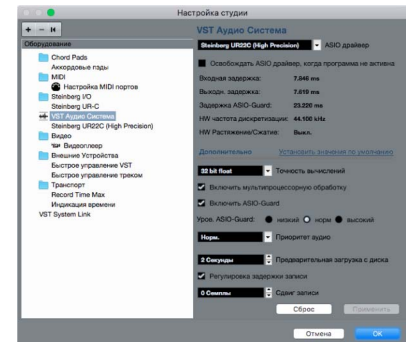 Настройка студии
Оборудование
Chord Pads
Аккордовые пэды
MIDI
Настройка MIDI портов
Steinberg I/O
Steinberg UR-C
VST Аудио Система
Steinberg UR22C (High Precision)
Видео
Видеоплеер
Внешние Устройства
Быстрое управление VST
Быстрое управление треком
Транспорт
Record Time Max
Индикация времени
VST System Link
VST Аудио Система
Steinberg UR22C (High Precision) ASIO драйвер
Освобождать ASIO драйвер, когда программа не активна
Входная задержка: 7.846 ms
Выходн. задержка: 7.619 ms
Задержка ASIO-Guard: 23.220 ms
HW частота дискретизации: 44.100 kHz
HW Растяжение/Сжатие: Выкл.
Дополнительно Установить значения по умолчанию
32 bit float Точность вычислений
Включить мультипроцессорную обработку
Включить ASIO-Guard
Уров. ASIO-Guard: низкий норм высокий
Норм. Приоритет аудио
2 Секунды Предварительная загрузка с диска
Регулировка задержки записи
0 Семплы Сдвиг записи
Сброс Применить
Отмена OK